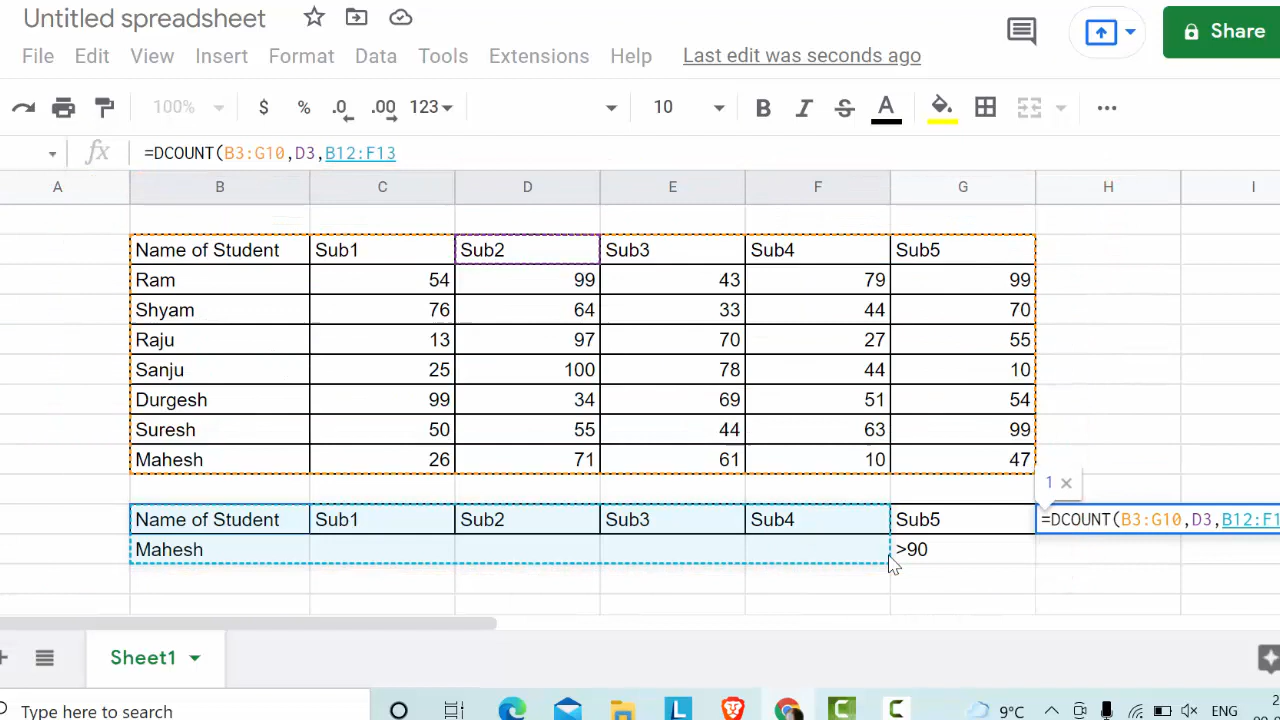 Untitled spreadsheet
Share
File Edit View Insert Format Data Tools Extensions Help Last edit was seconds ago
100% $ % .0 .00 123 10 B I S A
fx =DCOUNT(B3:G10,D3,B12:F13
A B C D E F G H I
Name of Student Sub1 Sub2 Sub3 Sub4 Sub5
Ram 54 99 43 79 99
Shyam 76 64 33 44 70
Raju 13 97 70 27 55
Sanju 25 100 78 44 10
Durgesh 99 34 69 51 54
Suresh 50 55 44 63 99
Mahesh 26 71 61 10 47
1 ×
Name of Student Sub1 Sub2 Sub3 Sub4 Sub5 =DCOUNT(B3:G10,D3,B12:F1
Mahesh >90
Sheet1
Type here to search L 9°C ENG